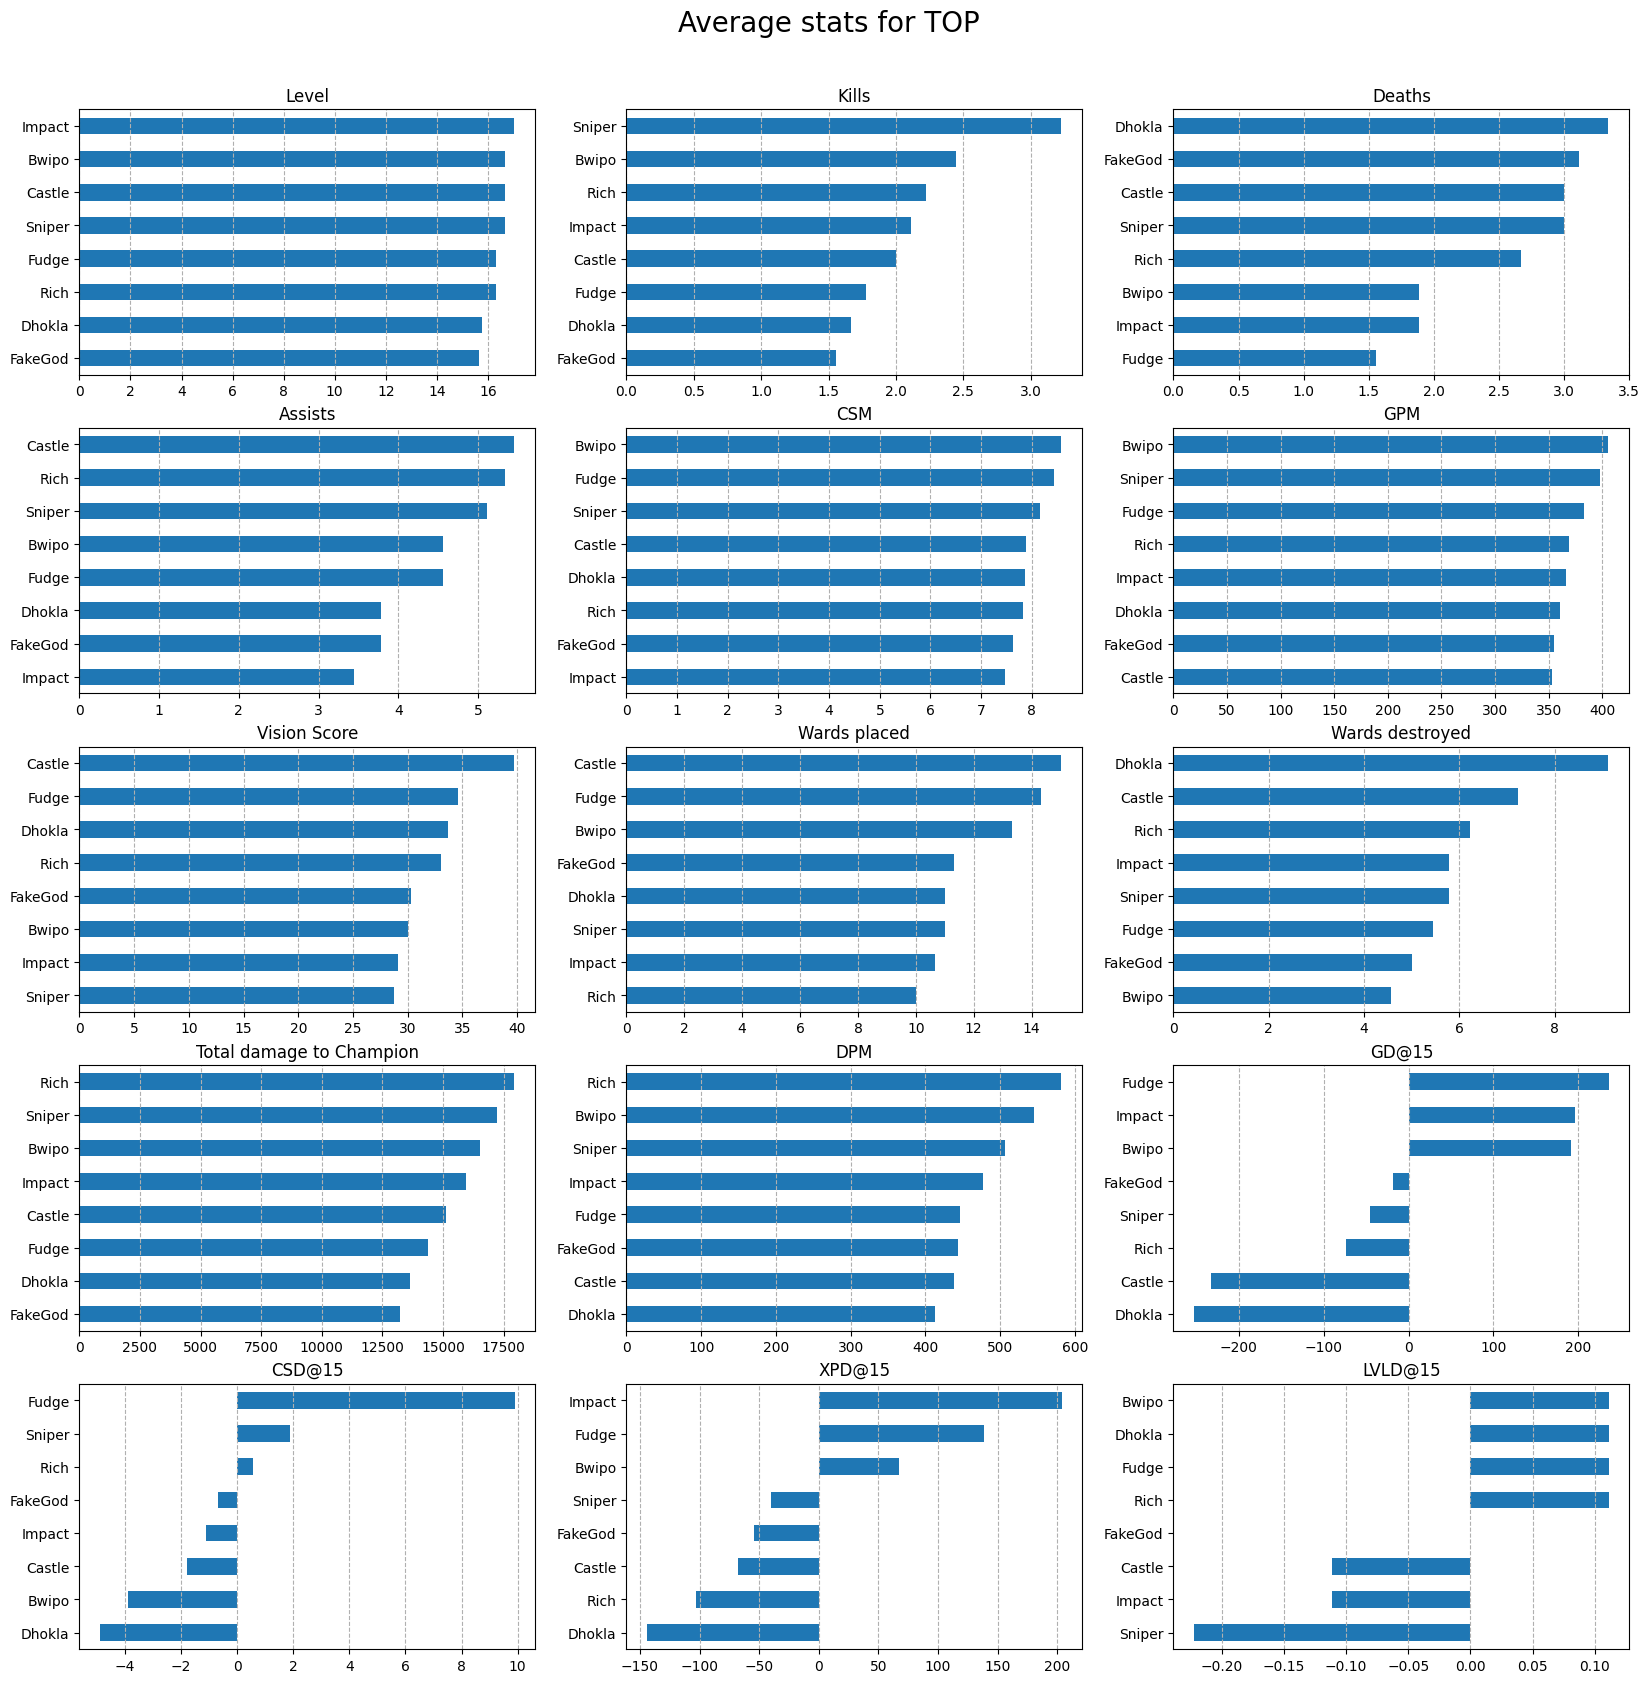 Average stats for TOP
Level
Impact
Bwipo
Castle
Sniper
Fudge
Rich
Dhokla
FakeGod
0 2 4 6 8 10 12 14 16
Kills
Sniper
Bwipo
Rich
Impact
Castle
Fudge
Dhokla
FakeGod
0.0 0.5 1.0 1.5 2.0 2.5 3.0
Deaths
Dhokla
FakeGod
Castle
Sniper
Rich
Bwipo
Impact
Fudge
0.0 0.5 1.0 1.5 2.0 2.5 3.0 3.5
Assists
Castle
Rich
Sniper
Bwipo
Fudge
Dhokla
FakeGod
Impact
0 1 2 3 4 5
CSM
Bwipo
Fudge
Sniper
Castle
Dhokla
Rich
FakeGod
Impact
0 1 2 3 4 5 6 7 8
GPM
Bwipo
Sniper
Fudge
Rich
Impact
Dhokla
FakeGod
Castle
0 50 100 150 200 250 300 350 400
Vision Score
Castle
Fudge
Dhokla
Rich
FakeGod
Bwipo
Impact
Sniper
0 5 10 15 20 25 30 35 40
Wards placed
Castle
Fudge
Bwipo
FakeGod
Dhokla
Sniper
Impact
Rich
0 2 4 6 8 10 12 14
Wards destroyed
Dhokla
Castle
Rich
Impact
Sniper
Fudge
FakeGod
Bwipo
0 2 4 6 8
Total damage to Champion
Rich
Sniper
Bwipo
Impact
Castle
Fudge
Dhokla
FakeGod
0 2500 5000 7500 10000 12500 15000 17500
DPM
Rich
Bwipo
Sniper
Impact
Fudge
FakeGod
Castle
Dhokla
0 100 200 300 400 500 600
GD@15
Fudge
Impact
Bwipo
FakeGod
Sniper
Rich
Castle
Dhokla
−200 −100 0 100 200
CSD@15
Fudge
Sniper
Rich
FakeGod
Impact
Castle
Bwipo
Dhokla
−4 −2 0 2 4 6 8 10
XPD@15
Impact
Fudge
Bwipo
Sniper
FakeGod
Castle
Rich
Dhokla
−150 −100 −50 0 50 100 150 200
LVLD@15
Bwipo
Dhokla
Fudge
Rich
FakeGod
Castle
Impact
Sniper
−0.20 −0.15 −0.10 −0.05 0.00 0.05 0.10